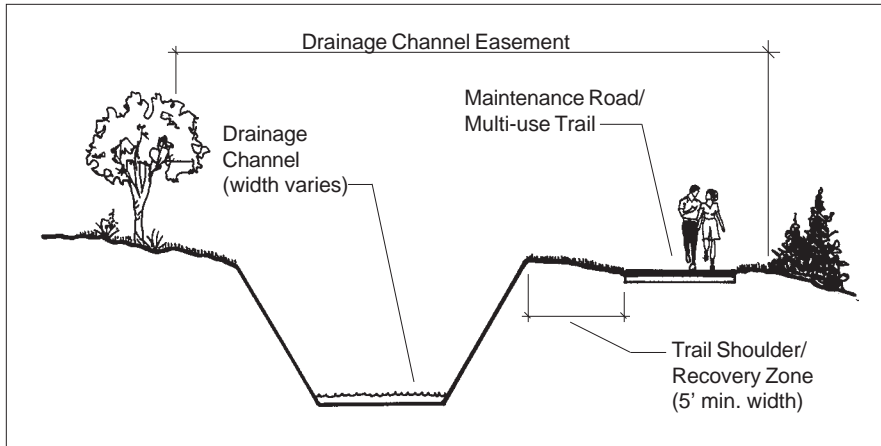 Drainage Channel Easement
Maintenance Road/
Multi-use Trail
Drainage
Channel
(width varies)
Trail Shoulder/
Recovery Zone
(5' min. width)